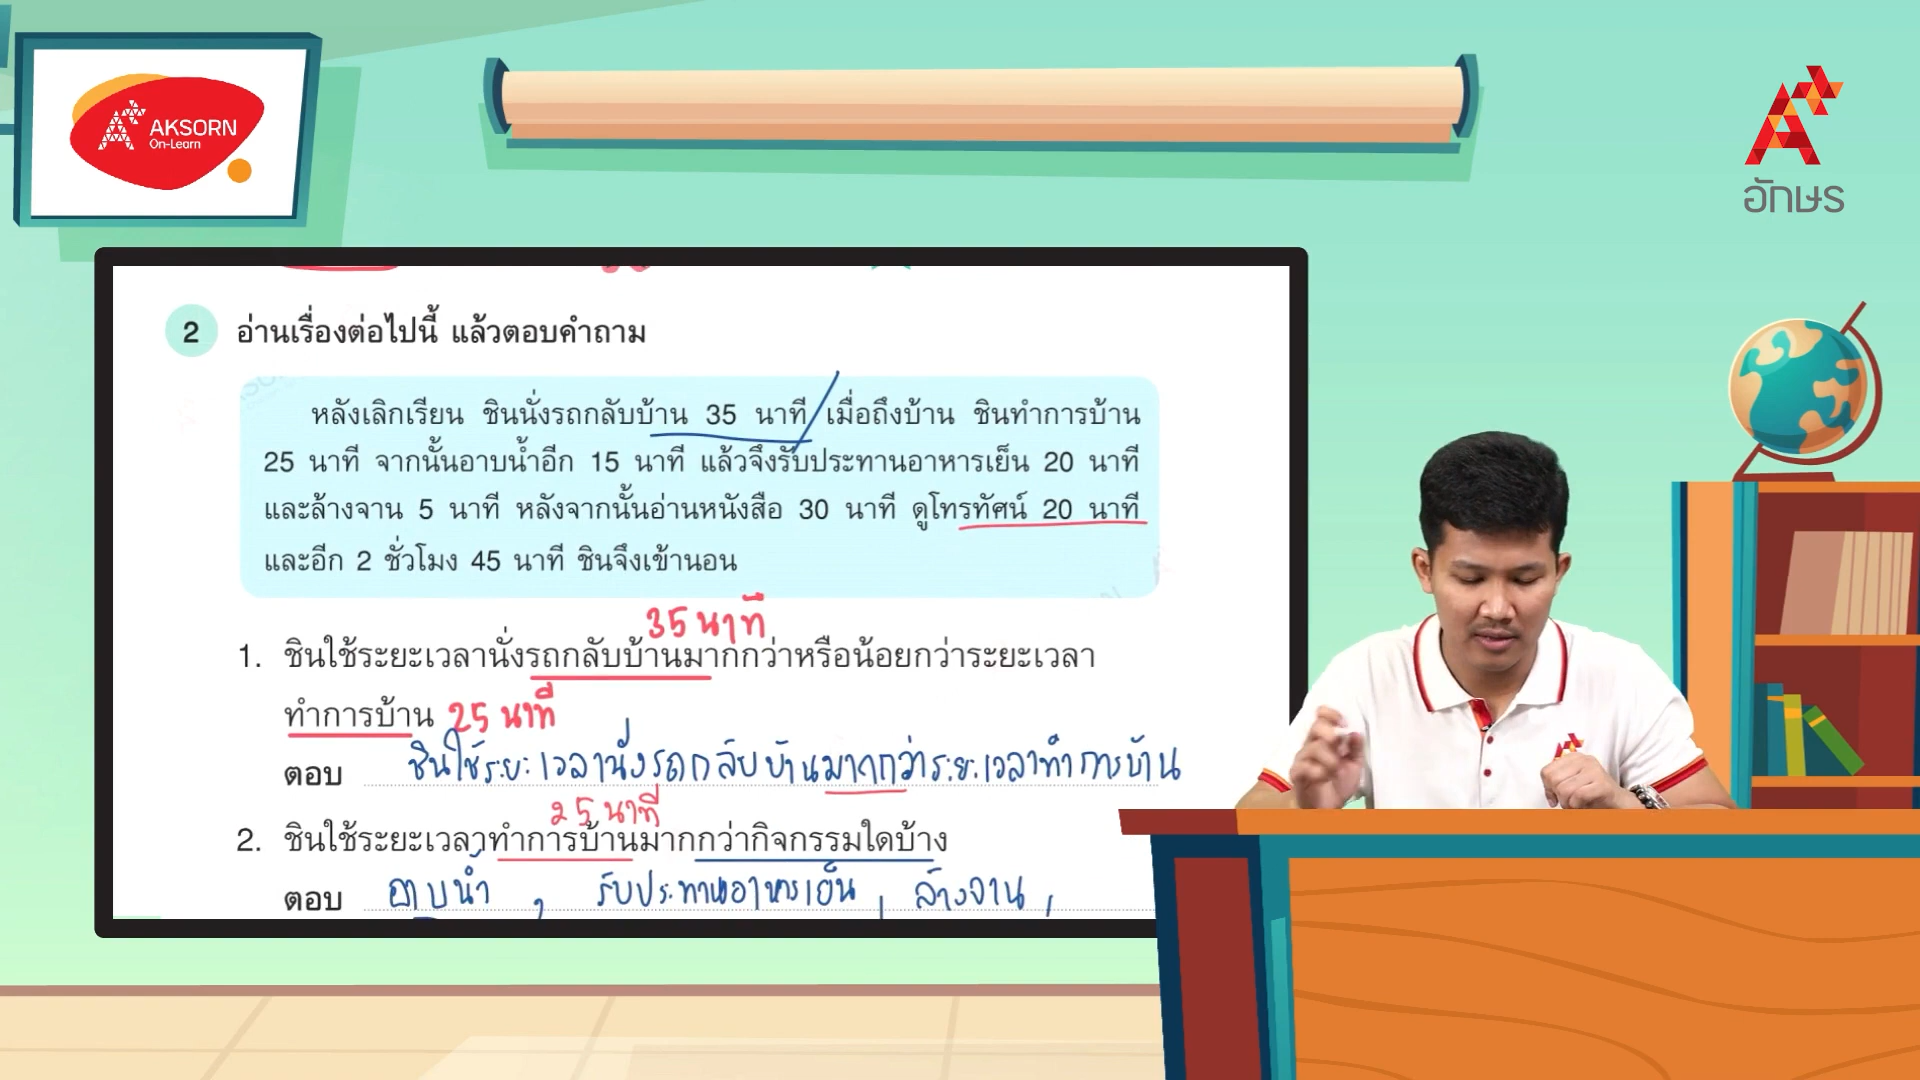 AKSORN
On-Learn
อักษร
2 อ่านเรื่องต่อไปนี้ แล้วตอบคำถาม
หลังเลิกเรียน ชินนั่งรถกลับบ้าน 35 นาที เมื่อถึงบ้าน ชินทำการบ้าน
25 นาที จากนั้นอาบน้ำอีก 15 นาที แล้วจึงรับประทานอาหารเย็น 20 นาที
และล้างจาน 5 นาที หลังจากนั้นอ่านหนังสือ 30 นาที ดูโทรทัศน์ 20 นาที
และอีก 2 ชั่วโมง 45 นาที ชินจึงเข้านอน
35 นาที
1. ชินใช้ระยะเวลานั่งรถกลับบ้านมากกว่าหรือน้อยกว่าระยะเวลา
ทำการบ้าน 25 นาที
ตอบ ชินใช้ระยะเวลานั่งรถกลับบ้านมากกว่าระยะเวลาทำการบ้าน
25 นาที
2. ชินใช้ระยะเวลาทำการบ้านมากกว่ากิจกรรมใดบ้าง
ตอบ อาบน้ำ , รับประทานอาหารเย็น , ล้างจาน ,